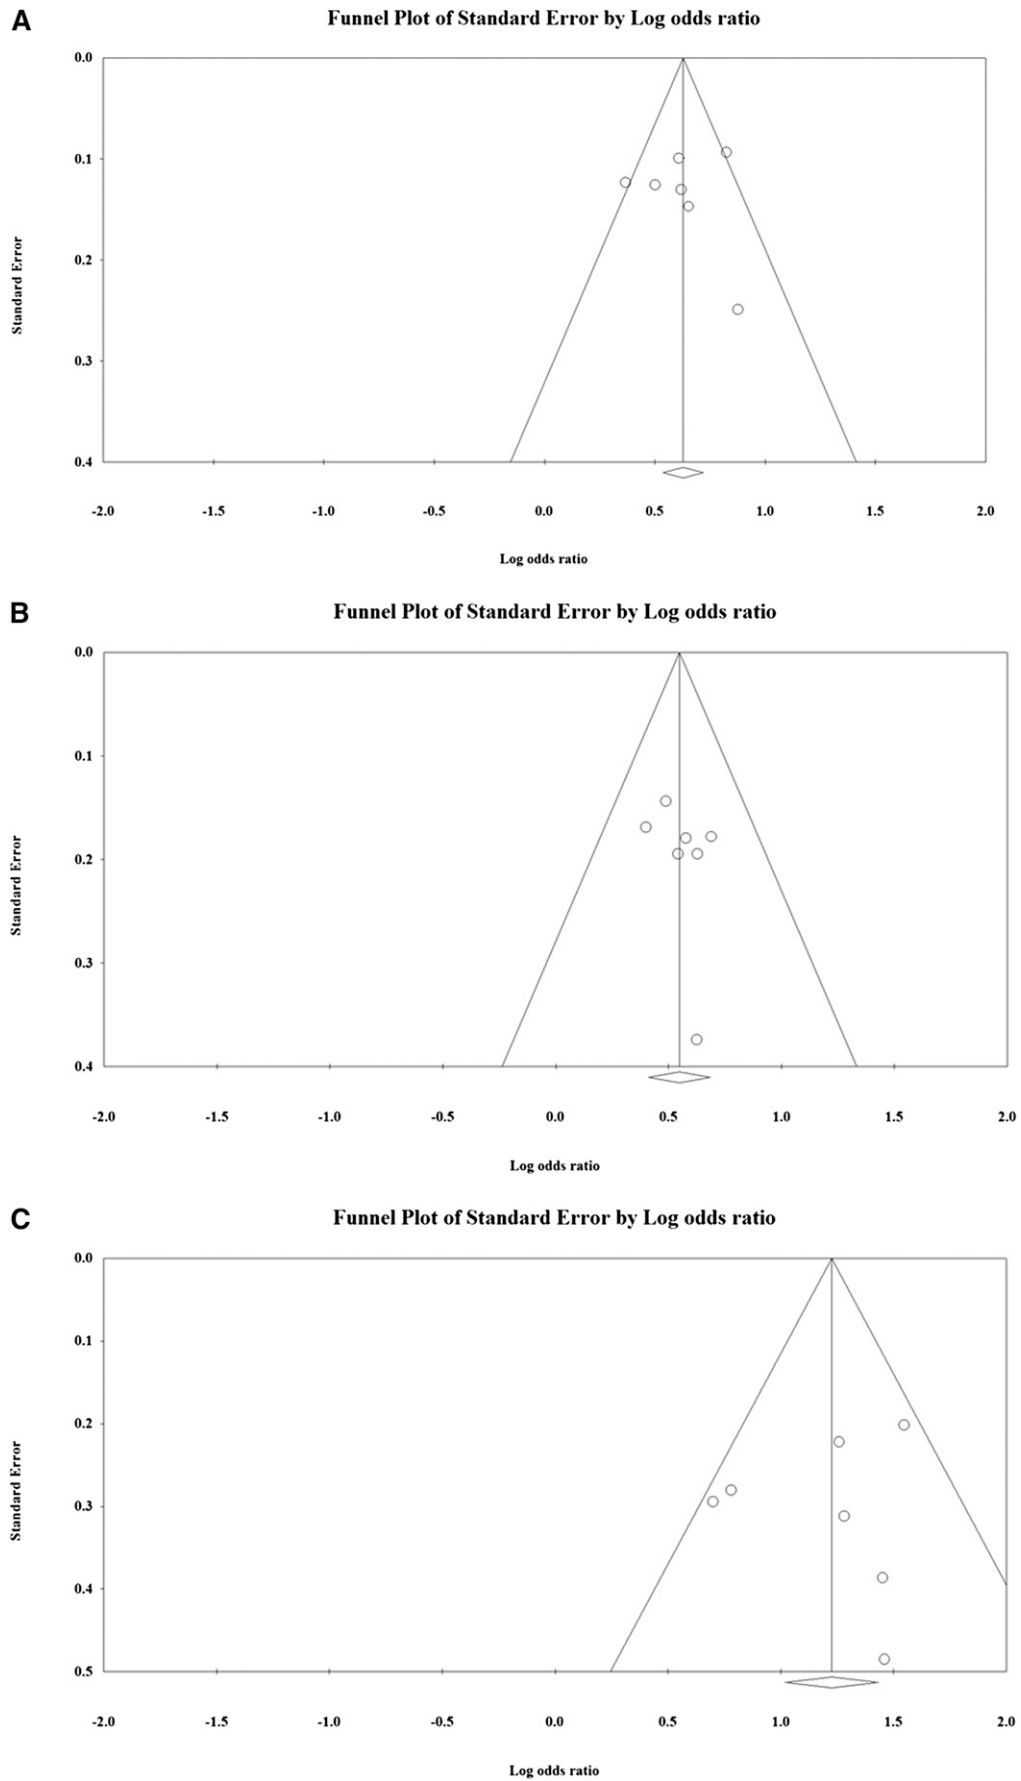 A
Funnel Plot of Standard Error by Log odds ratio
0.0
0.1
0.2
0.3
0.4
Standard Error
-2.0 -1.5 -1.0 -0.5 0.0 0.5 1.0 1.5 2.0
Log odds ratio
B
Funnel Plot of Standard Error by Log odds ratio
0.0
0.1
0.2
0.3
0.4
Standard Error
-2.0 -1.5 -1.0 -0.5 0.0 0.5 1.0 1.5 2.0
Log odds ratio
C
Funnel Plot of Standard Error by Log odds ratio
0.0
0.1
0.2
0.3
0.4
0.5
Standard Error
-2.0 -1.5 -1.0 -0.5 0.0 0.5 1.0 1.5 2.0
Log odds ratio